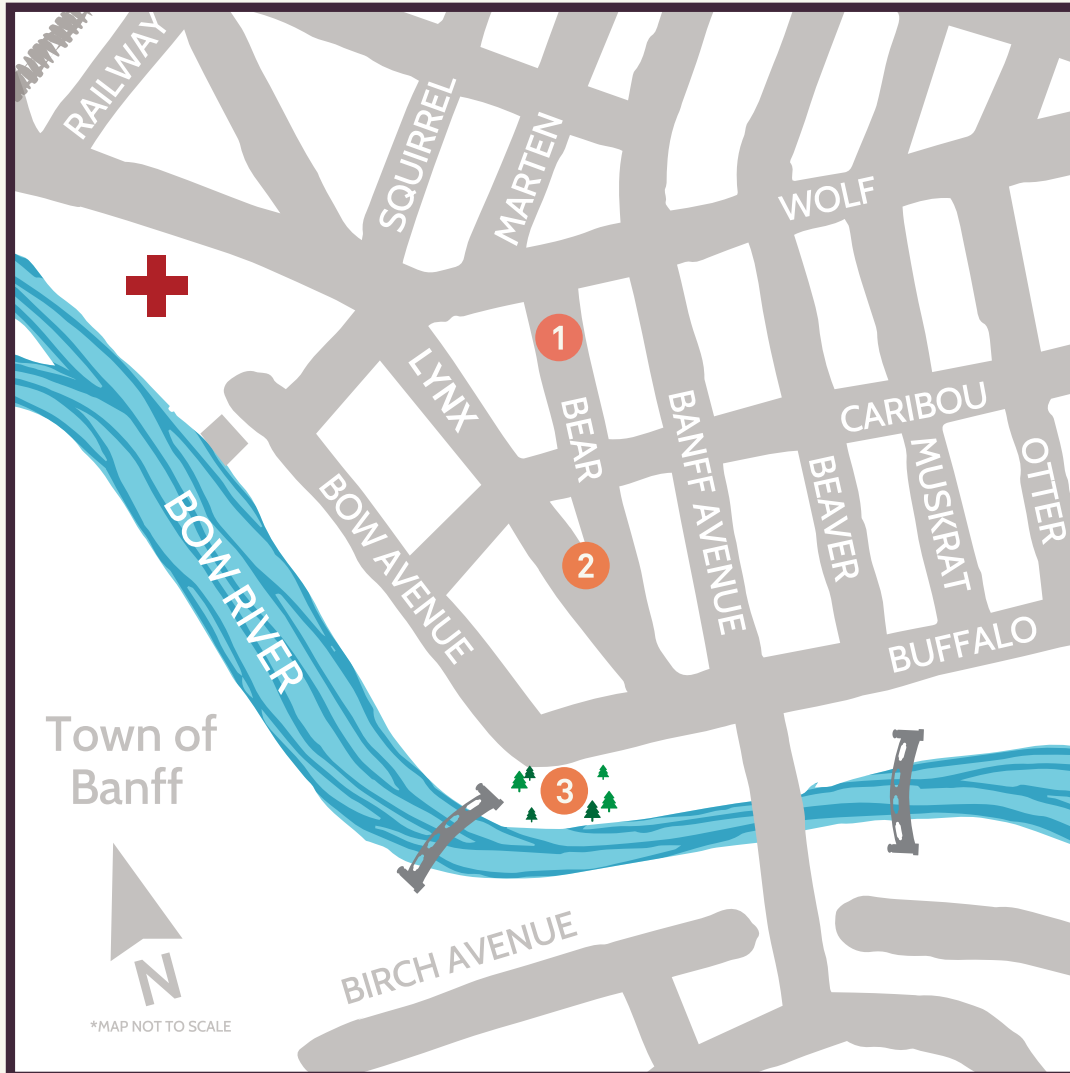 RAILWAY
SQUIRREL
MARTEN
WOLF
1
LYNX
BEAR
BANFF AVENUE
CARIBOU
BEAVER
MUSKRAT
OTTER
BOW AVENUE
BOW RIVER
2
BUFFALO
Town of
Banff
3
BIRCH AVENUE
N
*MAP NOT TO SCALE